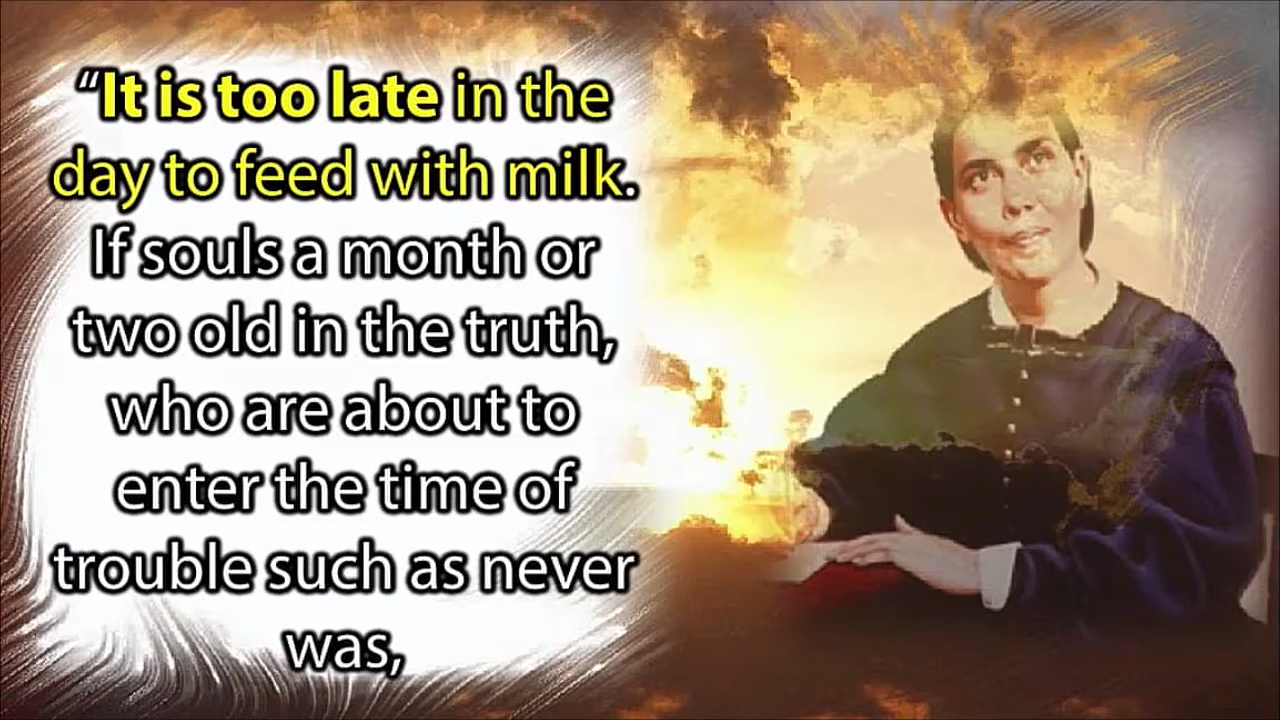 “It is too late in the
day to feed with milk.
If souls a month or
two old in the truth,
who are about to
enter the time of
trouble such as never
was,